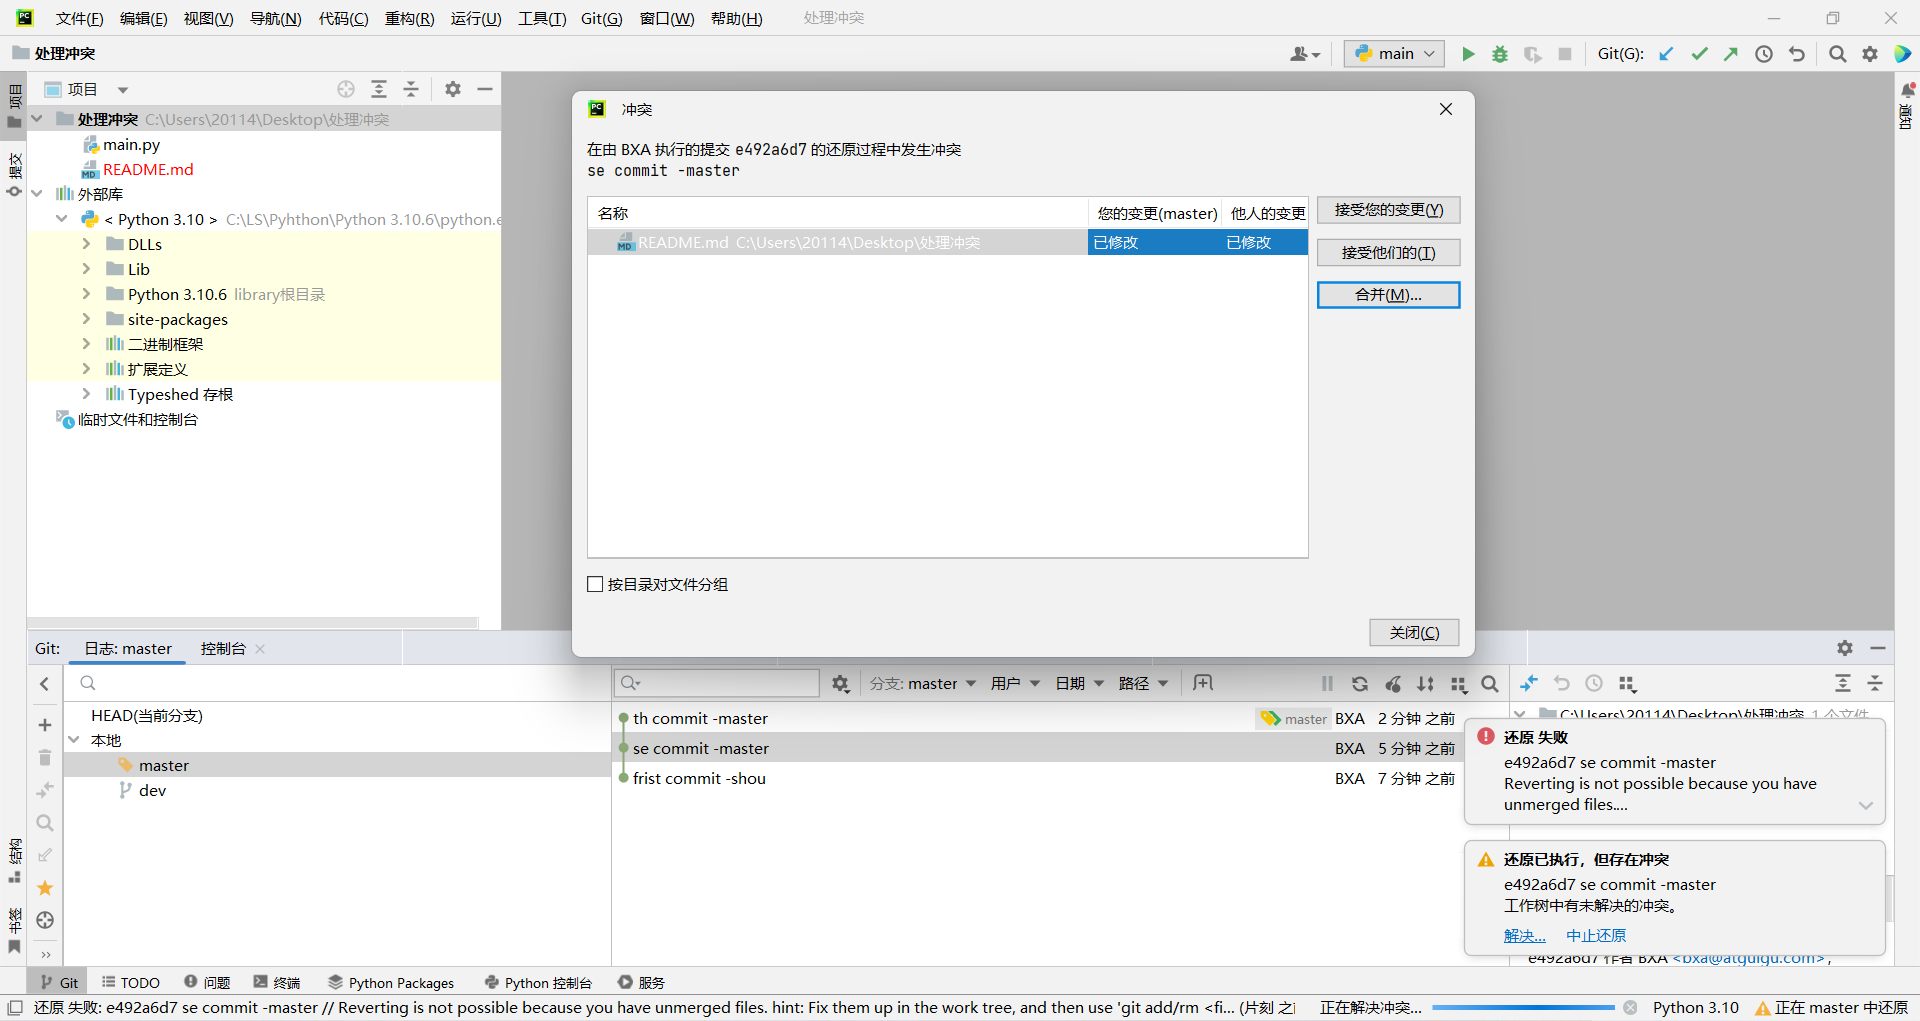 文件(F) 编辑(E) 视图(V) 导航(N) 代码(C) 重构(R) 运行(U) 工具(T) Git(G) 窗口(W) 帮助(H) 处理冲突
处理冲突
main
Git(G):
项目
提交
结构
书签
通知
项目
处理冲突 C:\Users\20114\Desktop\处理冲突
main.py
README.md
外部库
< Python 3.10 > C:\LS\Pyhthon\Python 3.10.6\python.e
DLLs
Lib
Python 3.10.6 library根目录
site-packages
二进制框架
扩展定义
Typeshed 存根
临时文件和控制台
冲突
在由 BXA 执行的提交 e492a6d7 的还原过程中发生冲突
se commit -master
名称 您的变更(master) 他人的变更
README.md C:\Users\20114\Desktop\处理冲突 已修改 已修改
接受您的变更(Y)
接受他们的(T)
合并(M)...
按目录对文件分组
关闭(C)
Git: 日志: master 控制台
分支: master 用户 日期 路径
HEAD(当前分支)
本地
master
dev
th commit -master master BXA 2 分钟 之前
se commit -master BXA 5 分钟 之前
frist commit -shou BXA 7 分钟 之前
C:\Users\20114\Desktop\处理冲突 1 个文件
还原 失败
e492a6d7 se commit -master
Reverting is not possible because you have
unmerged files....
还原已执行，但存在冲突
e492a6d7 se commit -master
工作树中有未解决的冲突。
解决... 中止还原
e492a6d7 作者 BXA <bxa@atguigu.com>,
Git TODO 问题 终端 Python Packages Python 控制台 服务
还原 失败: e492a6d7 se commit -master // Reverting is not possible because you have unmerged files. hint: Fix them up in the work tree, and then use 'git add/rm <fi... (片刻 之前 正在解决冲突... Python 3.10 正在 master 中还原